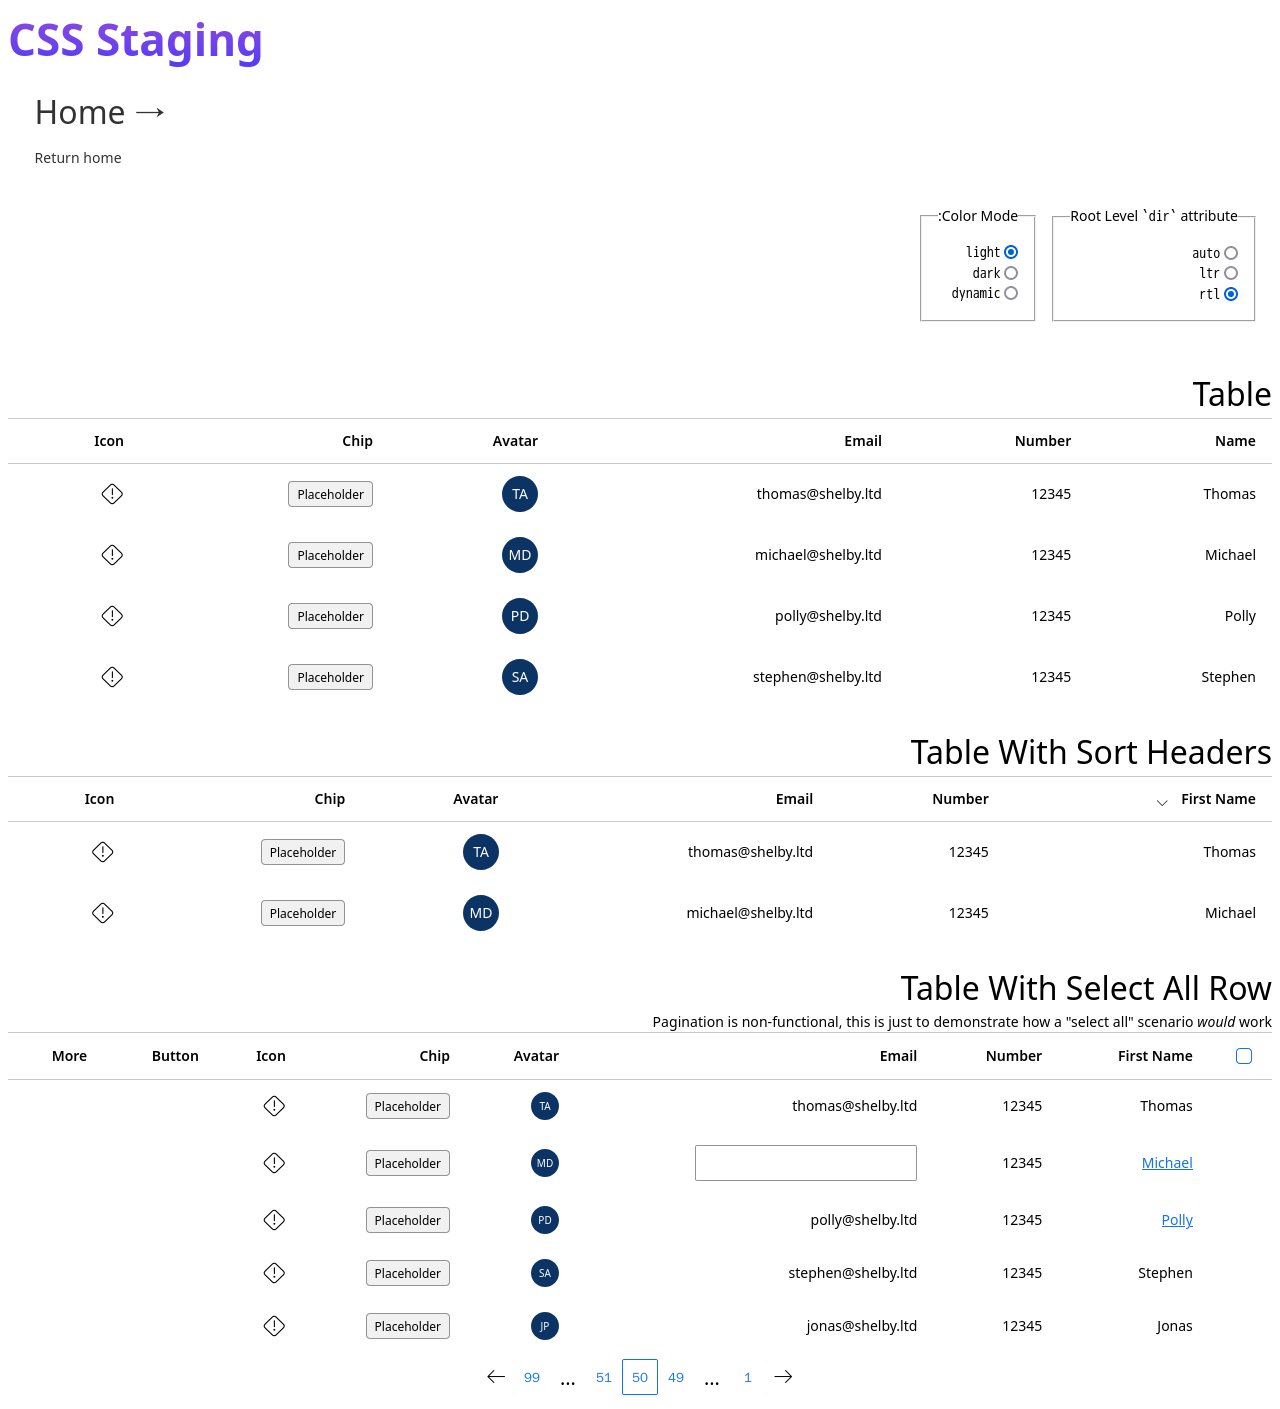 CSS Staging
Home →
Return home
Root Level `dir` attribute
auto
ltr
rtl
:Color Mode
light
dark
dynamic
Table
Name Number Email Avatar Chip Icon
Thomas 12345 thomas@shelby.ltd TA Placeholder
Michael 12345 michael@shelby.ltd MD Placeholder
Polly 12345 polly@shelby.ltd PD Placeholder
Stephen 12345 stephen@shelby.ltd SA Placeholder
Table With Sort Headers
First Name Number Email Avatar Chip Icon
Thomas 12345 thomas@shelby.ltd TA Placeholder
Michael 12345 michael@shelby.ltd MD Placeholder
Table With Select All Row
Pagination is non-functional, this is just to demonstrate how a "select all" scenario would work
First Name Number Email Avatar Chip Icon Button More
Thomas 12345 thomas@shelby.ltd TA Placeholder
Michael 12345 MD Placeholder
Polly 12345 polly@shelby.ltd PD Placeholder
Stephen 12345 stephen@shelby.ltd SA Placeholder
Jonas 12345 jonas@shelby.ltd JP Placeholder
→ 1 ... 49 50 51 ... 99 ←